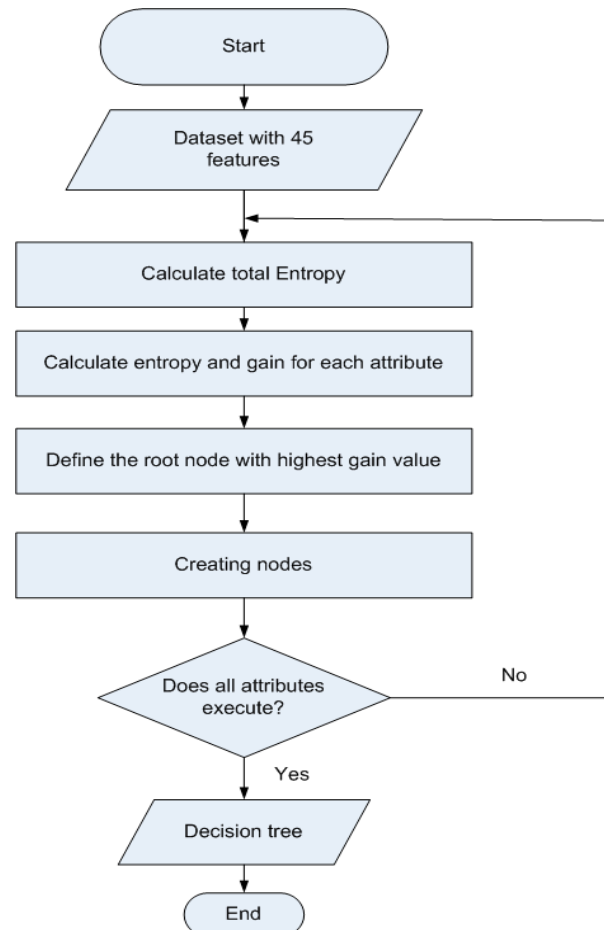 Start
Dataset with 45
features
Calculate total Entropy
Calculate entropy and gain for each attribute
Define the root node with highest gain value
Creating nodes
Does all attributes
execute?
No
Yes
Decision tree
End